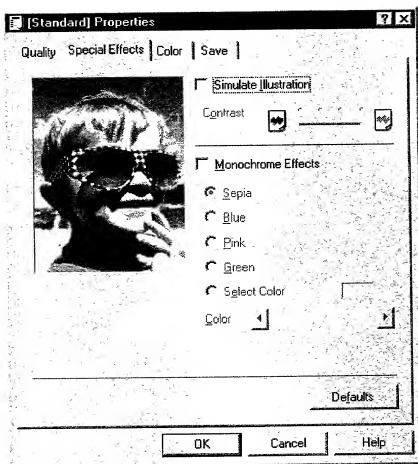 [Standard] Properties
Quality Special Effects Color Save
Simulate Illustration
Contrast
Monochrome Effects
Sepia
Blue
Pink
Green
Select Color
Color
Defaults
OK Cancel Help